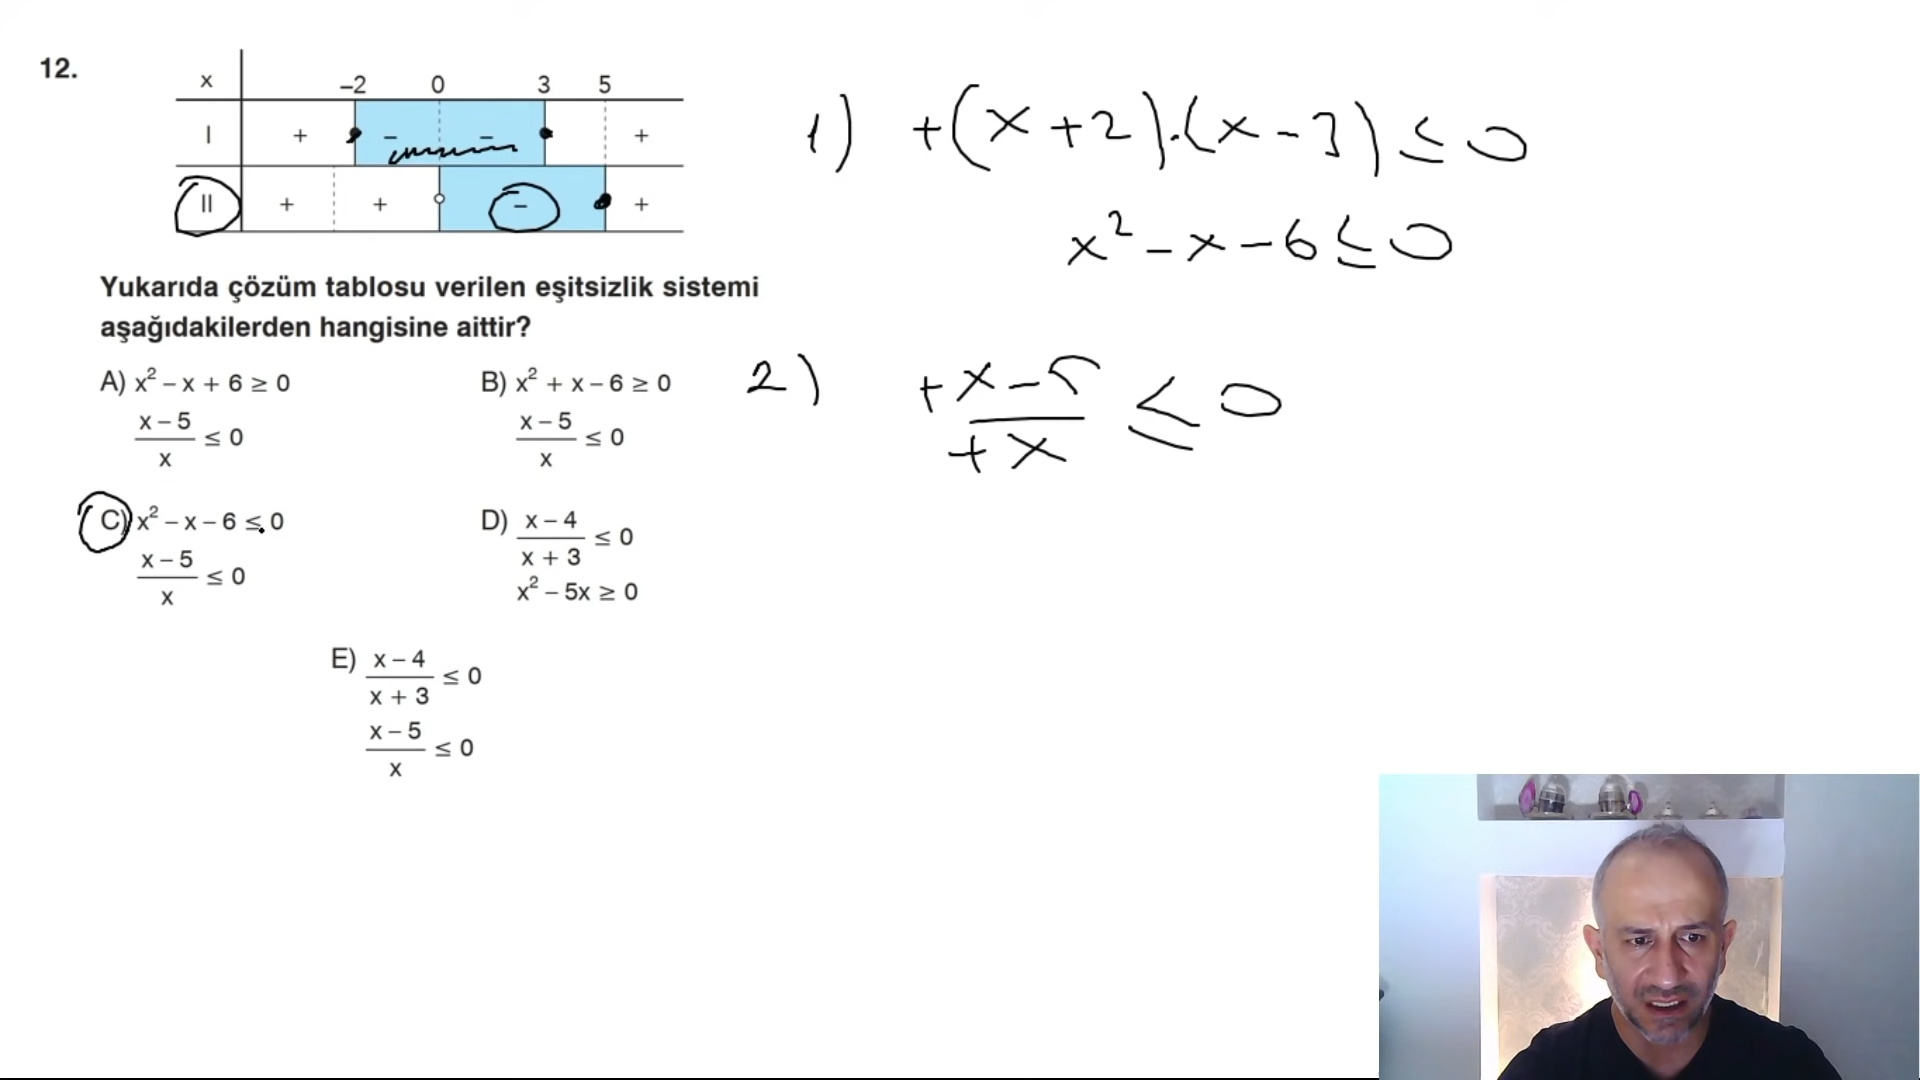 12.
x -2 0 3 5
I + - - +
II + + - +
Yukarıda çözüm tablosu verilen eşitsizlik sistemi
aşağıdakilerden hangisine aittir?
A) x² – x + 6 ≥ 0
(x – 5)/x ≤ 0
B) x² + x – 6 ≥ 0
(x – 5)/x ≤ 0
C) x² – x – 6 ≤ 0
(x – 5)/x ≤ 0
D) (x – 4)/(x + 3) ≤ 0
x² – 5x ≥ 0
E) (x – 4)/(x + 3) ≤ 0
(x – 5)/x ≤ 0
1) +(x+2).(x-3) ≤ 0
x² - x - 6 ≤ 0
2) (+x-5)/(+x) ≤ 0